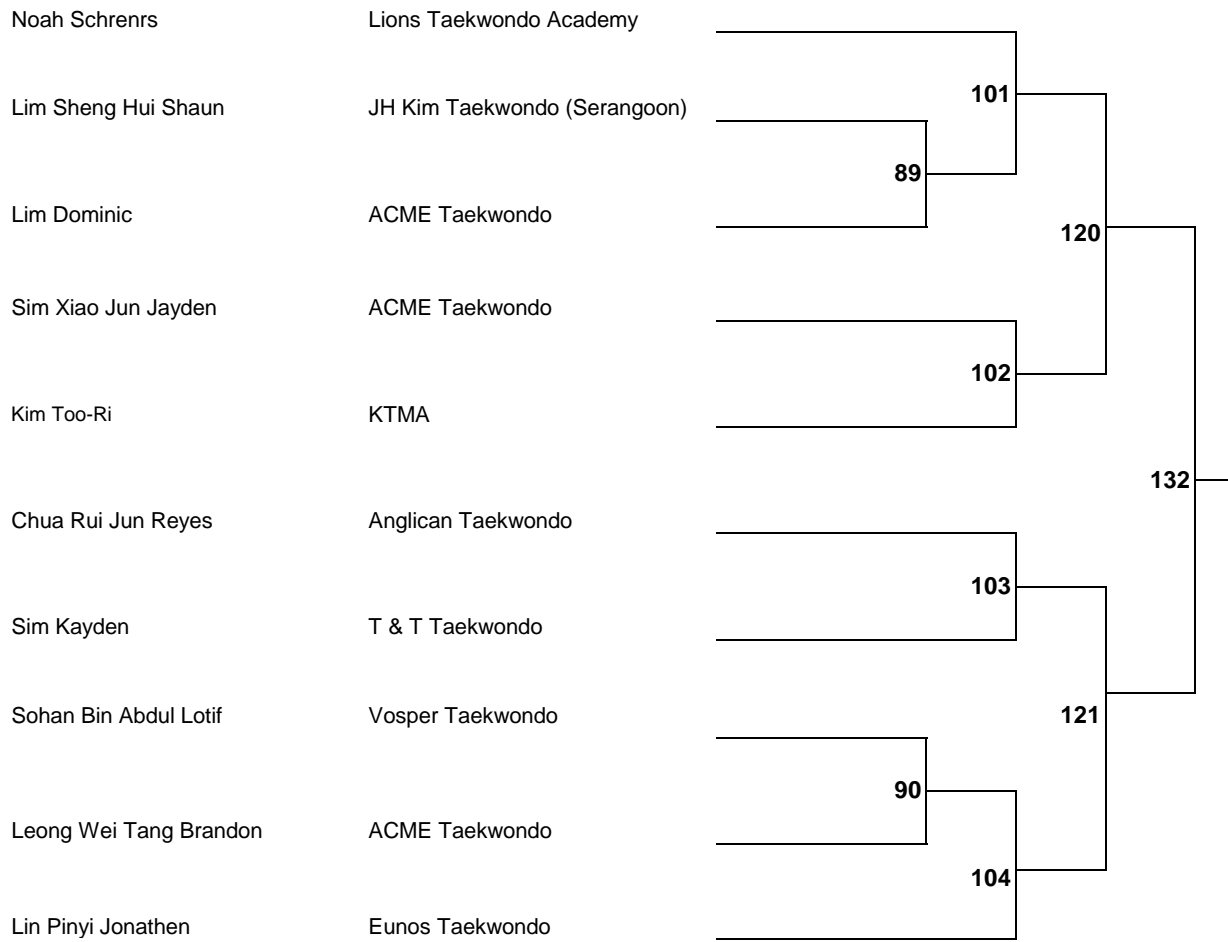 Noah Schrenrs Lions Taekwondo Academy
101
Lim Sheng Hui Shaun JH Kim Taekwondo (Serangoon)
89
Lim Dominic ACME Taekwondo
120
Sim Xiao Jun Jayden ACME Taekwondo
102
Kim Too-Ri KTMA
132
Chua Rui Jun Reyes Anglican Taekwondo
103
Sim Kayden T & T Taekwondo
Sohan Bin Abdul Lotif Vosper Taekwondo
121
90
Leong Wei Tang Brandon ACME Taekwondo
104
Lin Pinyi Jonathen Eunos Taekwondo